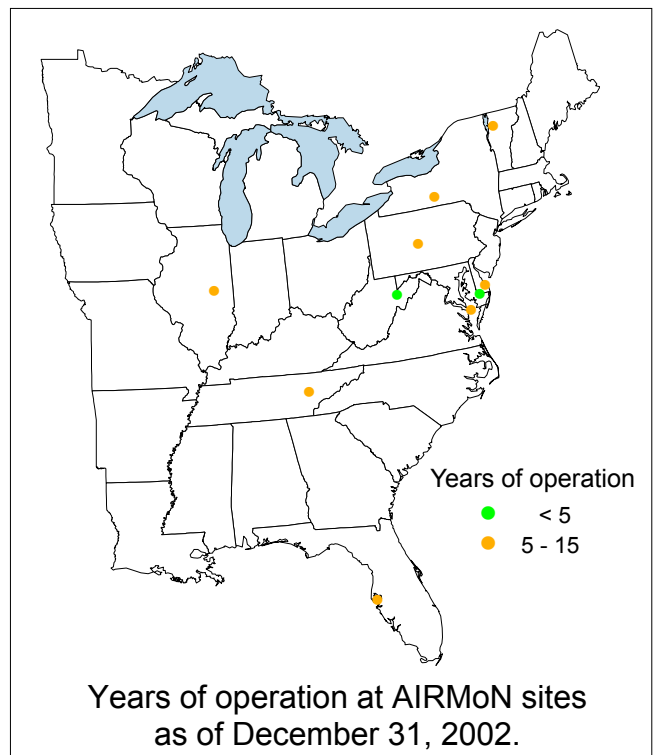 Years of operation
< 5
5 - 15
Years of operation at AIRMoN sites
as of December 31, 2002.